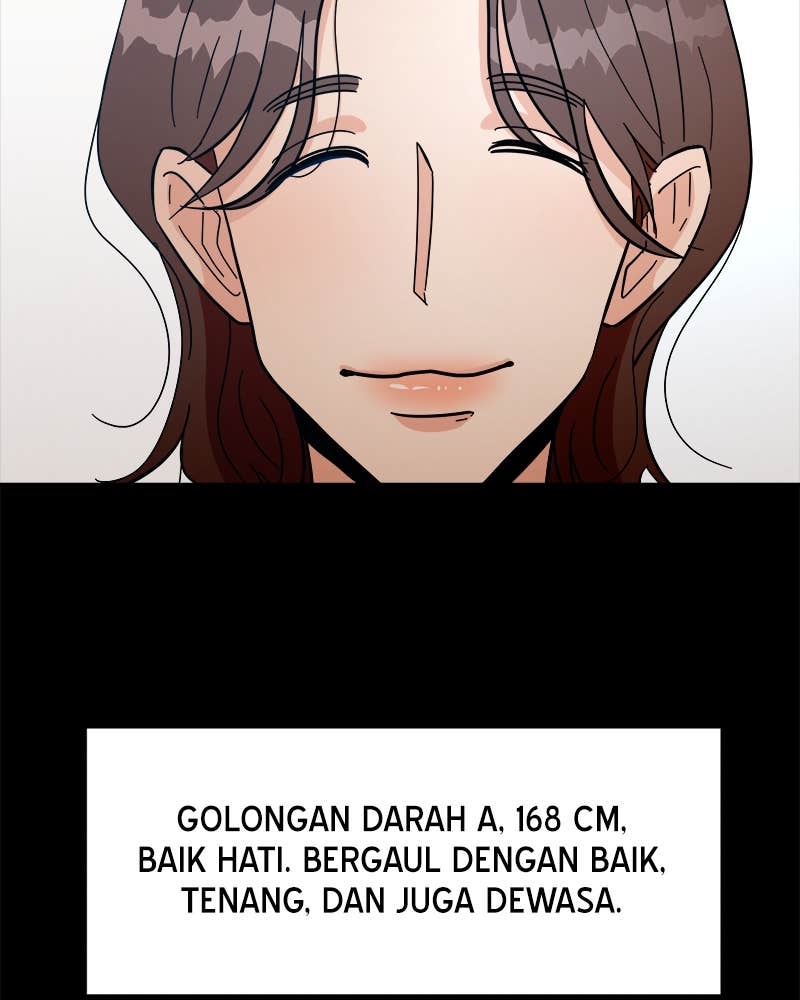 GOLONGAN DARAH A, 168 CM,
BAIK HATI. BERGAUL DENGAN BAIK,
TENANG, DAN JUGA DEWASA.